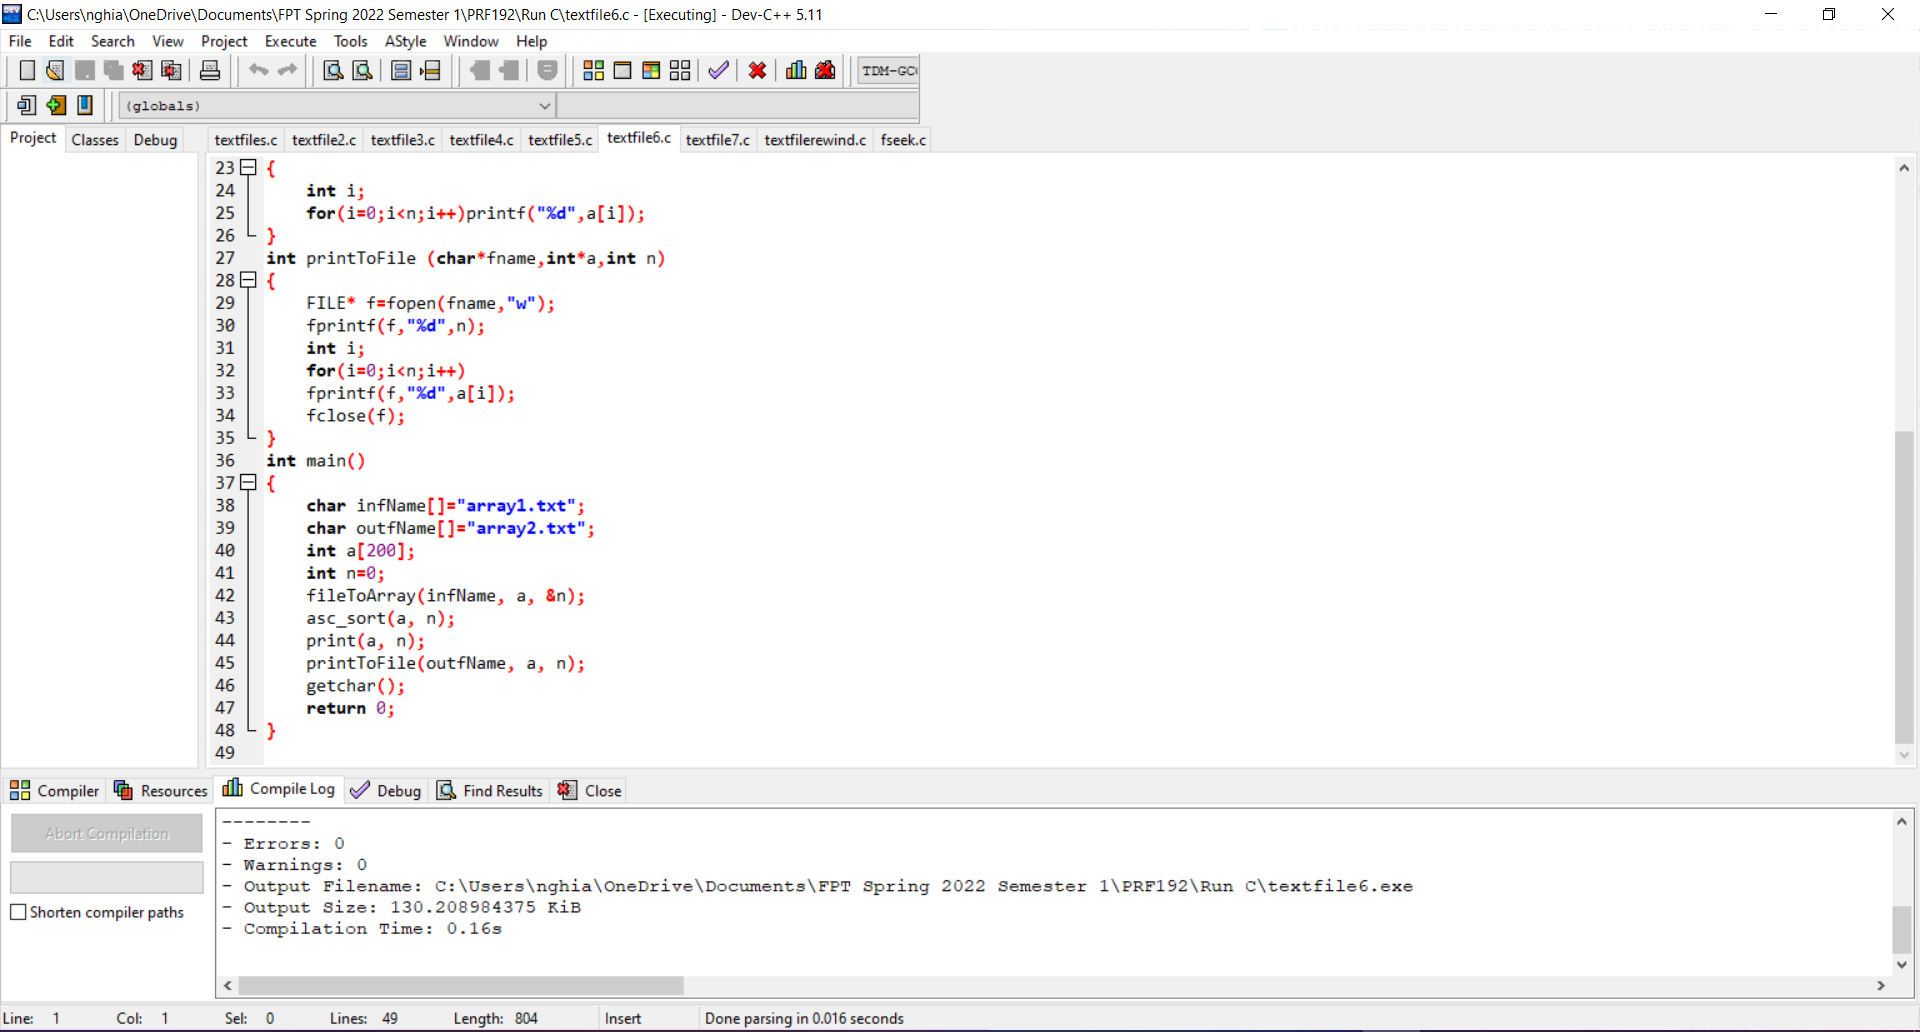 C:\Users\nghia\OneDrive\Documents\FPT Spring 2022 Semester 1\PRF192\Run C\textfile6.c - [Executing] - Dev-C++ 5.11
File Edit Search View Project Execute Tools AStyle Window Help
TDM-GC
(globals)
Project Classes Debug
textfiles.c textfile2.c textfile3.c textfile4.c textfile5.c textfile6.c textfile7.c textfilerewind.c fseek.c
23 {
24     int i;
25     for(i=0;i<n;i++)printf("%d",a[i]);
26 }
27 int printToFile (char*fname,int*a,int n)
28 {
29     FILE* f=fopen(fname,"w");
30     fprintf(f,"%d",n);
31     int i;
32     for(i=0;i<n;i++)
33     fprintf(f,"%d",a[i]);
34     fclose(f);
35 }
36 int main()
37 {
38     char infName[]="array1.txt";
39     char outfName[]="array2.txt";
40     int a[200];
41     int n=0;
42     fileToArray(infName, a, &n);
43     asc_sort(a, n);
44     print(a, n);
45     printToFile(outfName, a, n);
46     getchar();
47     return 0;
48 }
49
Compiler Resources Compile Log Debug Find Results Close
Abort Compilation
Shorten compiler paths
--------
- Errors: 0
- Warnings: 0
- Output Filename: C:\Users\nghia\OneDrive\Documents\FPT Spring 2022 Semester 1\PRF192\Run C\textfile6.exe
- Output Size: 130.208984375 KiB
- Compilation Time: 0.16s
Line: 1 Col: 1 Sel: 0 Lines: 49 Length: 804 Insert Done parsing in 0.016 seconds